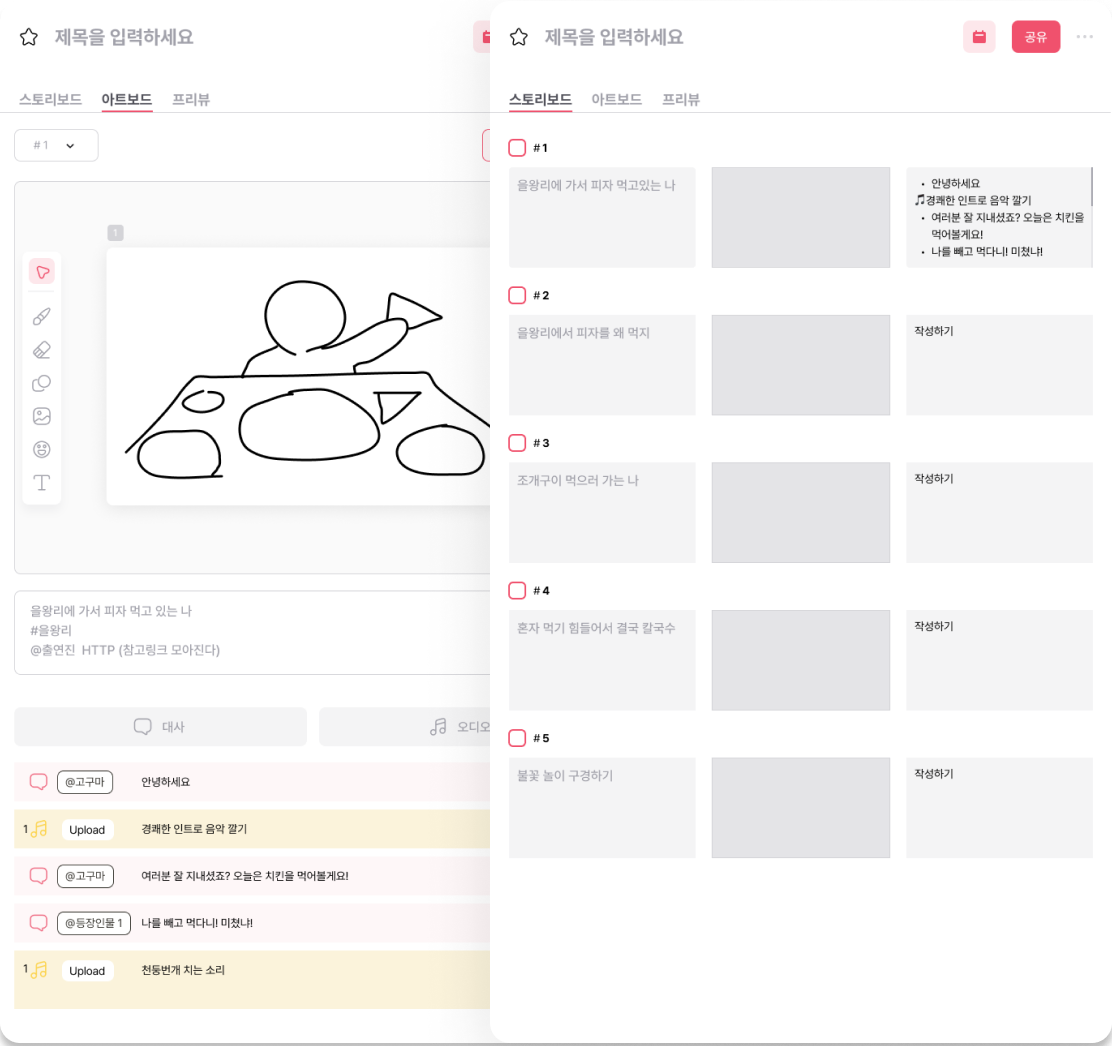 제목을 입력하세요
스토리보드 아트보드 프리뷰
# 1
1
을왕리에 가서 피자 먹고 있는 나
#을왕리
@출연진 HTTP (참고링크 모아진다)
대사
오디오
@고구마 안녕하세요
1 Upload 경쾌한 인트로 음악 깔기
@고구마 여러분 잘 지내셨죠? 오늘은 치킨을 먹어볼게요!
@등장인물 1 나를 빼고 먹다니! 미쳤냐!
1 Upload 천둥번개 치는 소리
제목을 입력하세요
공유
스토리보드 아트보드 프리뷰
# 1
을왕리에 가서 피자 먹고있는 나
• 안녕하세요
🎵경쾌한 인트로 음악 깔기
• 여러분 잘 지내셨죠? 오늘은 치킨을
먹어볼게요!
• 나를 빼고 먹다니! 미쳤냐!
# 2
을왕리에서 피자를 왜 먹지
작성하기
# 3
조개구이 먹으러 가는 나
작성하기
# 4
혼자 먹기 힘들어서 결국 칼국수
작성하기
# 5
불꽃 놀이 구경하기
작성하기